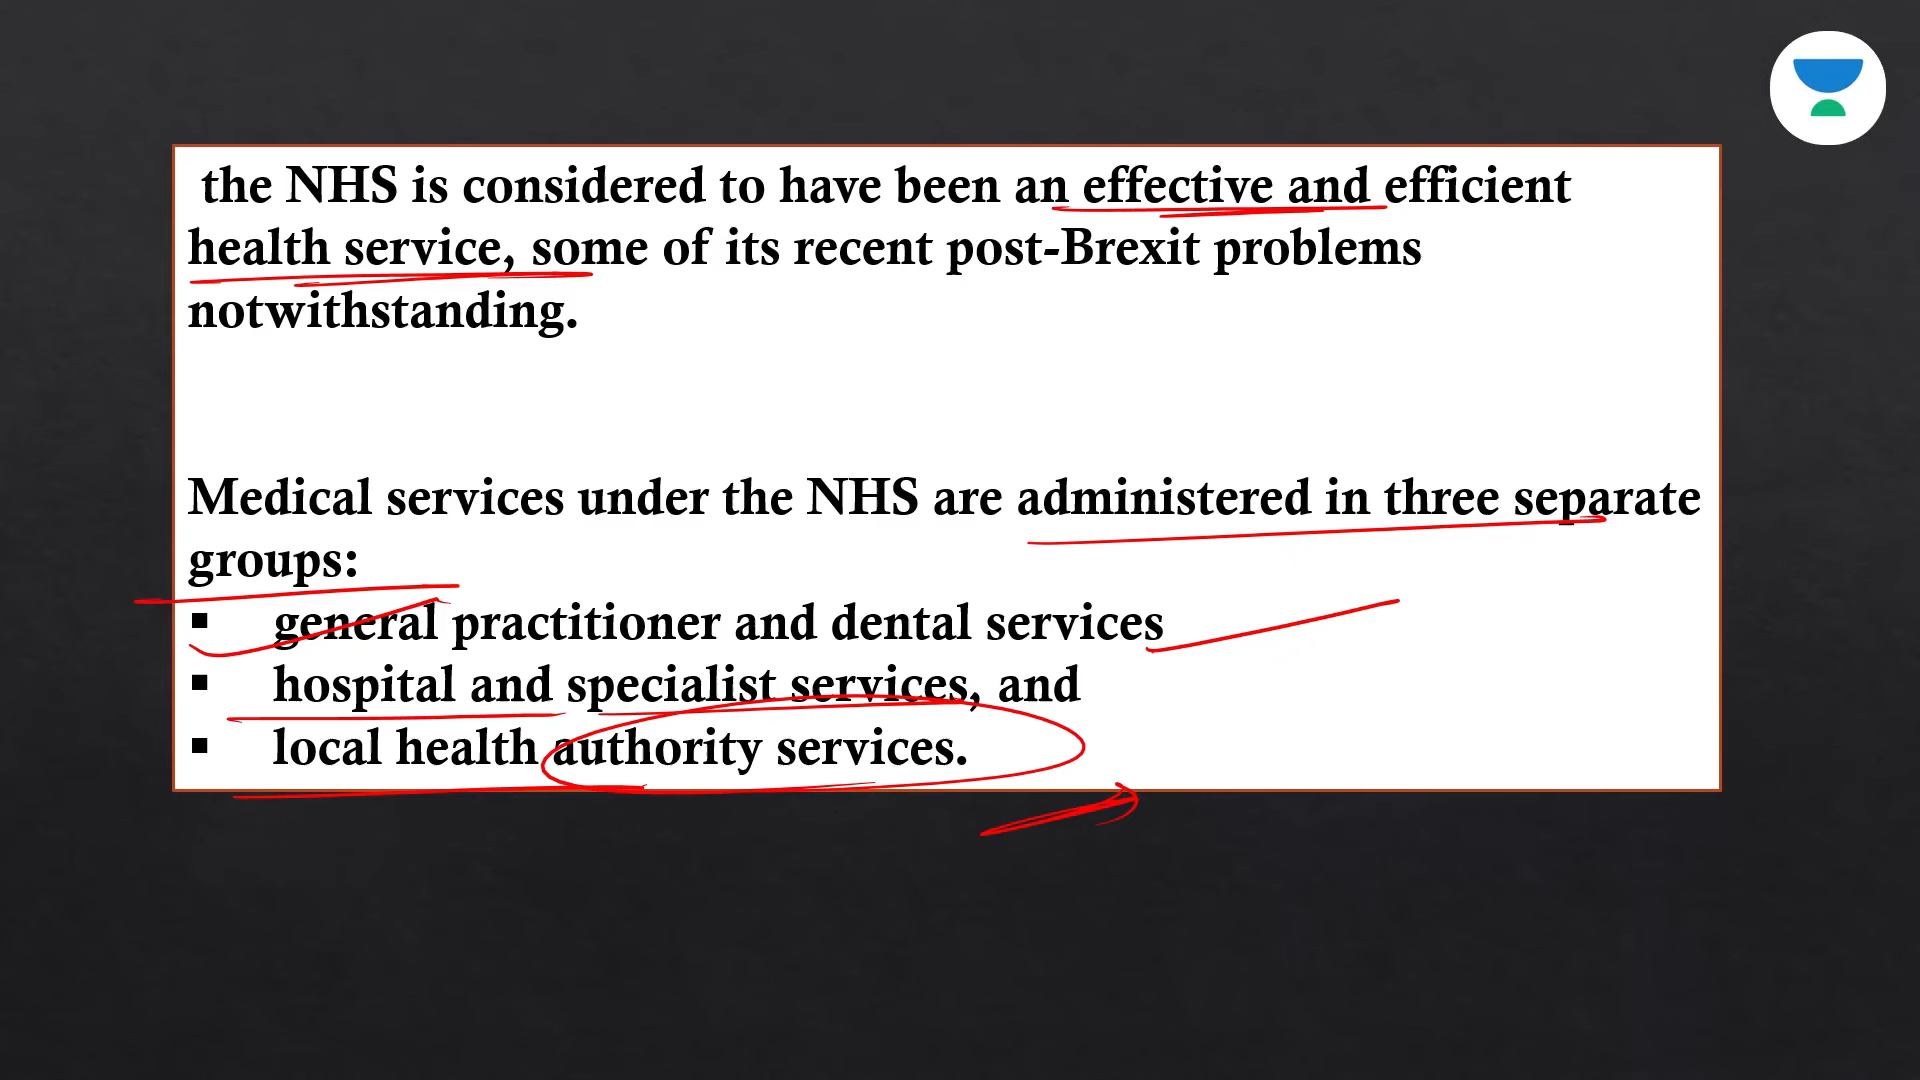 the NHS is considered to have been an effective and efficient
health service, some of its recent post-Brexit problems
notwithstanding.
Medical services under the NHS are administered in three separate
groups:
▪ general practitioner and dental services
▪ hospital and specialist services, and
▪ local health authority services.